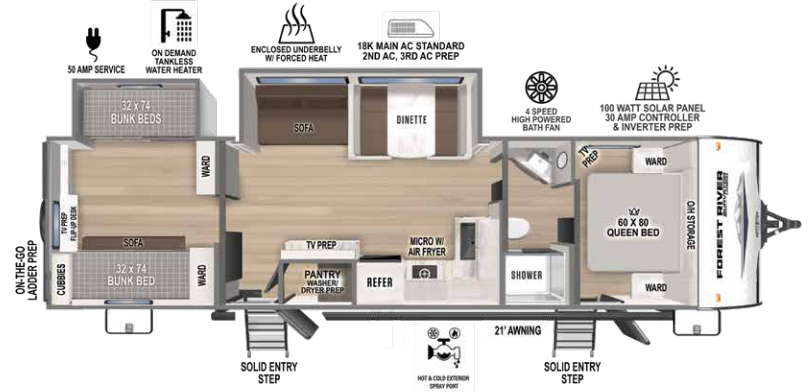 50 AMP SERVICE
ON DEMAND
TANKLESS
WATER HEATER
ENCLOSED UNDERBELLY
W/ FORCED HEAT
18K MAIN AC STANDARD
2ND AC, 3RD AC PREP
4 SPEED
HIGH POWERED
BATH FAN
100 WATT SOLAR PANEL
30 AMP CONTROLLER
& INVERTER PREP
32 x 74
BUNK BEDS
WARD
SOFA
DINETTE
TV
PREP
WARD
TV PREP
FLIP-UP DESK
SOFA
32 x 74
BUNK BED
CUBBIES
WARD
ON-THE-GO
LADDER PREP
TV PREP
PANTRY
WASHER/
DRYER PREP
REFER
MICRO W/
AIR FRYER
SHOWER
60 X 80
QUEEN BED
O/H STORAGE
WARD
FOREST RIVER
SOLID ENTRY
STEP
HOT & COLD EXTERIOR
SPRAY PORT
21' AWNING
SOLID ENTRY
STEP